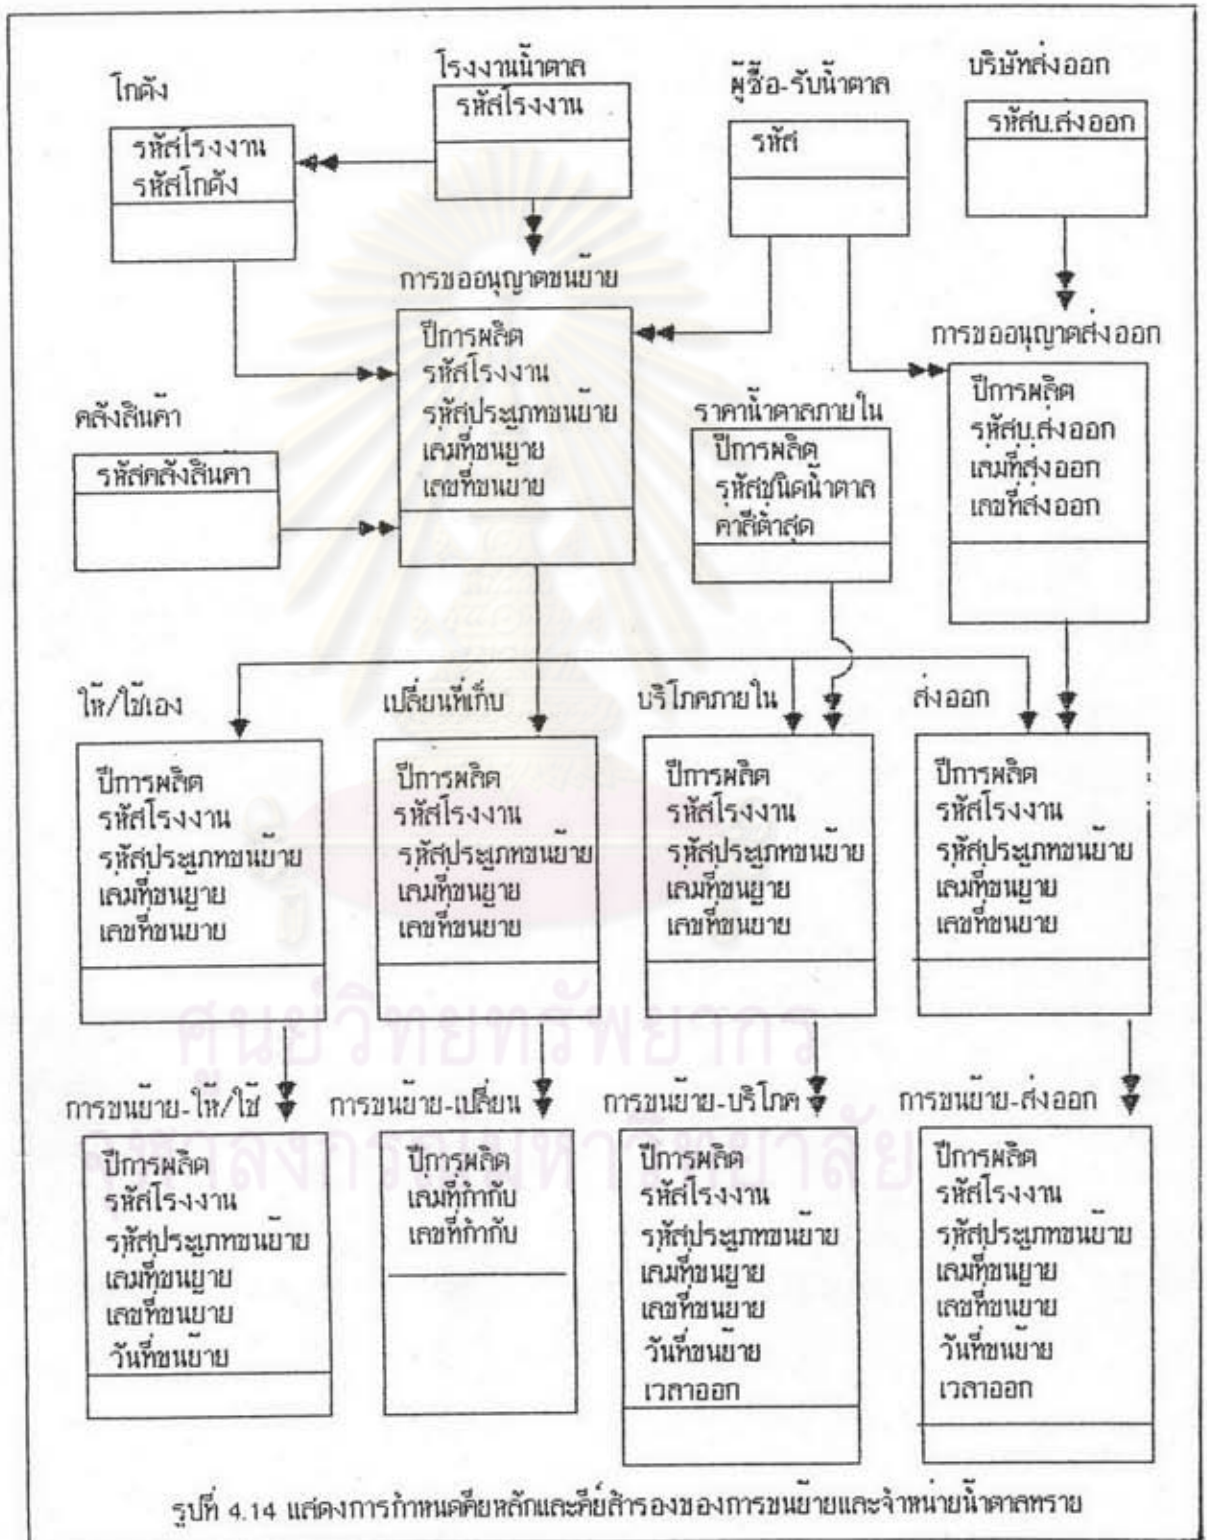 โกดัง
รหัสโรงงาน
รหัสโกดัง
โรงงานน้ำตาล
รหัสโรงงาน
ผู้ซื้อ-รับน้ำตาล
รหัส
บริษัทส่งออก
รหัสบ.ส่งออก
การขออนุญาตขนย้าย
ปีการผลิต
รหัสโรงงาน
รหัสประเภทขนย้าย
เล่มที่ขนย้าย
เลขที่ขนย้าย
คลังสินค้า
รหัสคลังสินค้า
ราคาน้ำตาลภายใน
ปีการผลิต
รหัสชนิดน้ำตาล
ค่าสีต่ำสุด
การขออนุญาตส่งออก
ปีการผลิต
รหัสบ.ส่งออก
เล่มที่ส่งออก
เลขที่ส่งออก
ให้/ใช้เอง
ปีการผลิต
รหัสโรงงาน
รหัสประเภทขนย้าย
เล่มที่ขนย้าย
เลขที่ขนย้าย
เปลี่ยนที่เก็บ
ปีการผลิต
รหัสโรงงาน
รหัสประเภทขนย้าย
เล่มที่ขนย้าย
เลขที่ขนย้าย
บริโภคภายใน
ปีการผลิต
รหัสโรงงาน
รหัสประเภทขนย้าย
เล่มที่ขนย้าย
เลขที่ขนย้าย
ส่งออก
ปีการผลิต
รหัสโรงงาน
รหัสประเภทขนย้าย
เล่มที่ขนย้าย
เลขที่ขนย้าย
ศูนย์วิทยทรัพยากร
จุฬาลงกรณ์มหาวิทยาลัย
การขนย้าย-ให้/ใช้
ปีการผลิต
รหัสโรงงาน
รหัสประเภทขนย้าย
เล่มที่ขนย้าย
เลขที่ขนย้าย
วันที่ขนย้าย
การขนย้าย-เปลี่ยน
ปีการผลิต
เล่มที่กำกับ
เลขที่กำกับ
การขนย้าย-บริโภค
ปีการผลิต
รหัสโรงงาน
รหัสประเภทขนย้าย
เล่มที่ขนย้าย
เลขที่ขนย้าย
วันที่ขนย้าย
เวลาออก
การขนย้าย-ส่งออก
ปีการผลิต
รหัสโรงงาน
รหัสประเภทขนย้าย
เล่มที่ขนย้าย
เลขที่ขนย้าย
วันที่ขนย้าย
เวลาออก
รูปที่ 4.14 แสดงการกำหนดคีย์หลักและคีย์สำรองของการขนย้ายและจำหน่ายน้ำตาลทราย